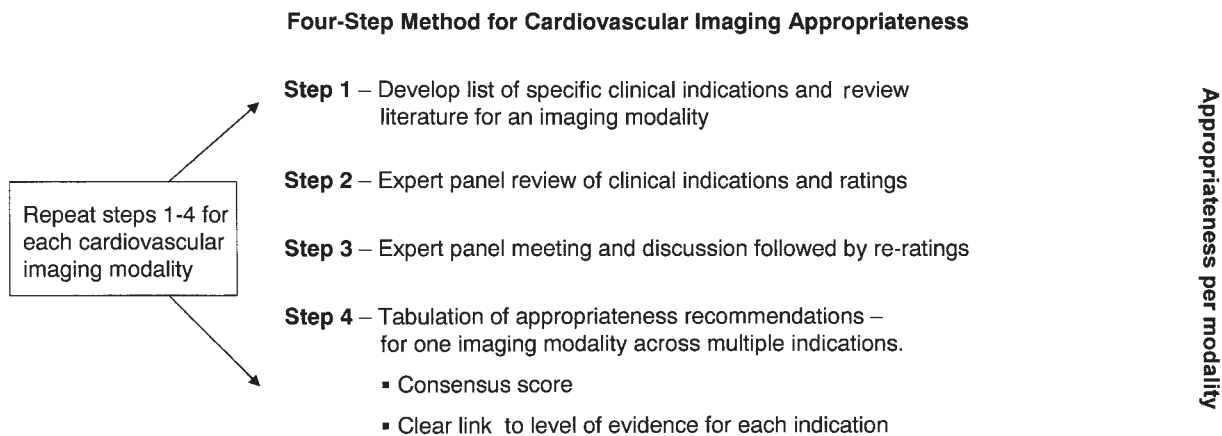 Four-Step Method for Cardiovascular Imaging Appropriateness
Step 1 – Develop list of specific clinical indications and review
literature for an imaging modality
Step 2 – Expert panel review of clinical indications and ratings
Repeat steps 1-4 for
each cardiovascular
imaging modality
Step 3 – Expert panel meeting and discussion followed by re-ratings
Step 4 – Tabulation of appropriateness recommendations –
for one imaging modality across multiple indications.
▪ Consensus score
▪ Clear link to level of evidence for each indication
Appropriateness per modality